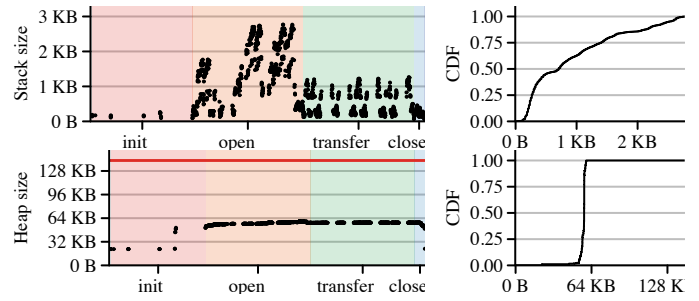 Stack size
3 KB
2 KB
1 KB
0 B
init
open
transfer
close
CDF
1.00
0.75
0.50
0.25
0.00
0 B
1 KB
2 KB
Heap size
128 KB
96 KB
64 KB
32 KB
0 B
init
open
transfer
close
CDF
1.00
0.75
0.50
0.25
0.00
0 B
64 KB
128 K